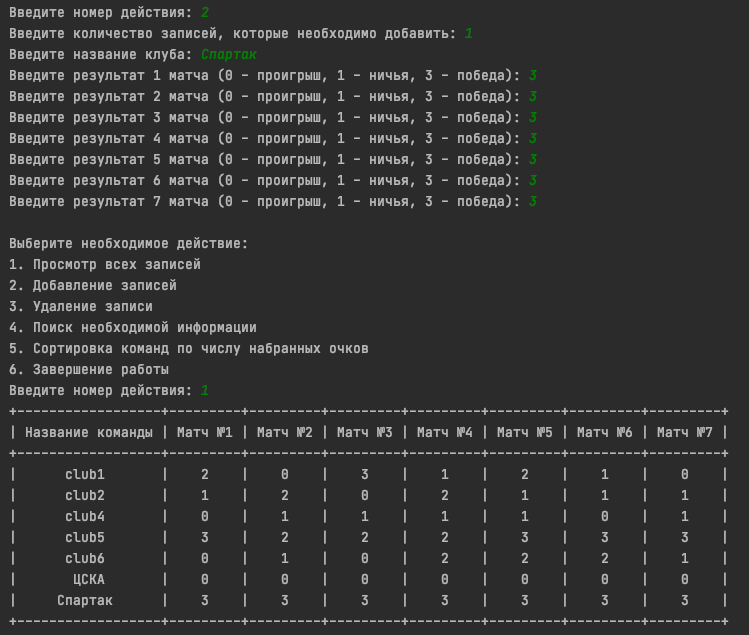 Введите номер действия: 2
Введите количество записей, которые необходимо добавить: 1
Введите название клуба: Спартак
Введите результат 1 матча (0 - проигрыш, 1 - ничья, 3 - победа): 3
Введите результат 2 матча (0 - проигрыш, 1 - ничья, 3 - победа): 3
Введите результат 3 матча (0 - проигрыш, 1 - ничья, 3 - победа): 3
Введите результат 4 матча (0 - проигрыш, 1 - ничья, 3 - победа): 3
Введите результат 5 матча (0 - проигрыш, 1 - ничья, 3 - победа): 3
Введите результат 6 матча (0 - проигрыш, 1 - ничья, 3 - победа): 3
Введите результат 7 матча (0 - проигрыш, 1 - ничья, 3 - победа): 3
Выберите необходимое действие:
1. Просмотр всех записей
2. Добавление записей
3. Удаление записи
4. Поиск необходимой информации
5. Сортировка команд по числу набранных очков
6. Завершение работы
Введите номер действия: 1
+------------------+---------+---------+---------+---------+---------+---------+---------+
| Название команды | Матч №1 | Матч №2 | Матч №3 | Матч №4 | Матч №5 | Матч №6 | Матч №7 |
+------------------+---------+---------+---------+---------+---------+---------+---------+
|      club1       |    2    |    0    |    3    |    1    |    2    |    1    |    0    |
|      club2       |    1    |    2    |    0    |    2    |    1    |    1    |    1    |
|      club4       |    0    |    1    |    1    |    1    |    1    |    0    |    1    |
|      club5       |    3    |    2    |    2    |    2    |    3    |    3    |    3    |
|      club6       |    0    |    1    |    0    |    2    |    2    |    2    |    1    |
|       ЦСКА       |    0    |    0    |    0    |    0    |    0    |    0    |    0    |
|     Спартак      |    3    |    3    |    3    |    3    |    3    |    3    |    3    |
+------------------+---------+---------+---------+---------+---------+---------+---------+